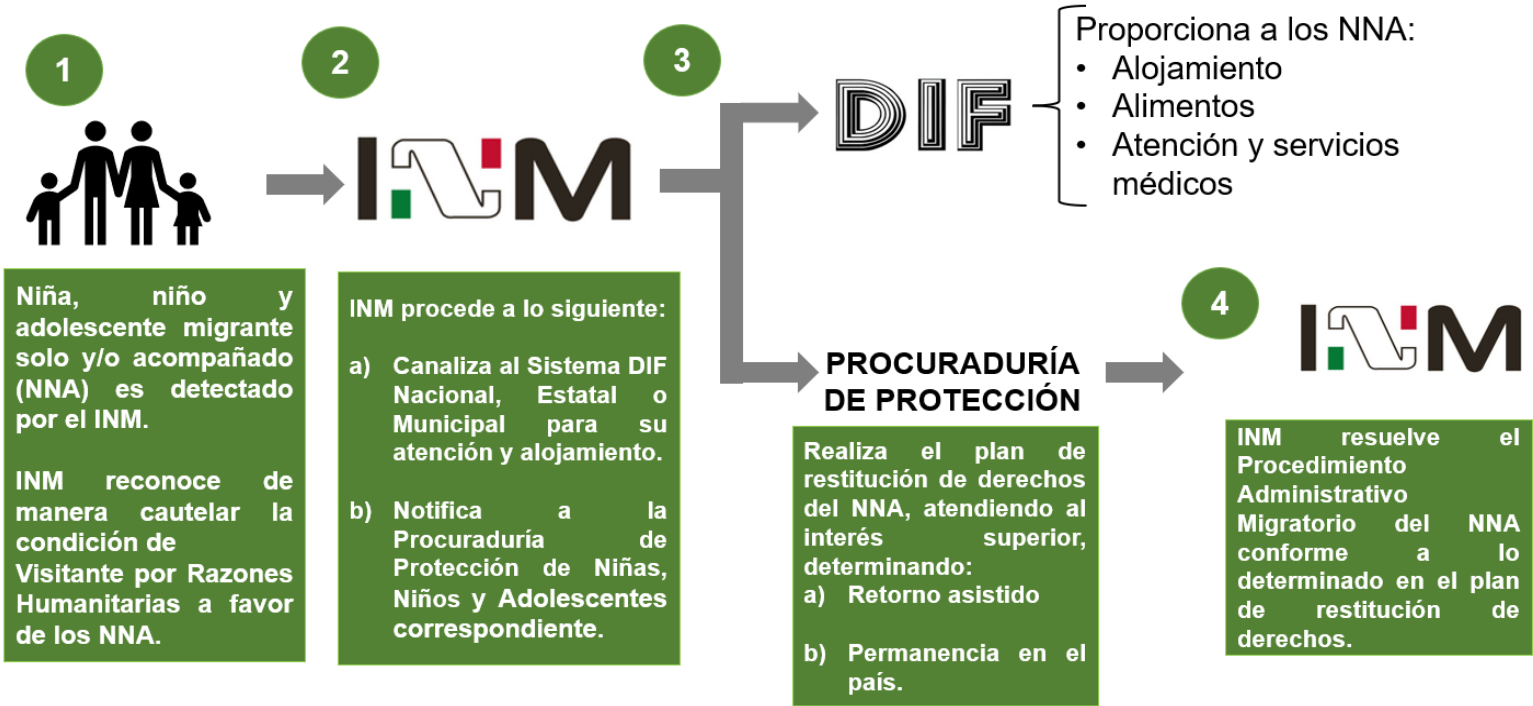 1
Niña, niño y
adolescente migrante
solo y/o acompañado
(NNA) es detectado
por el INM.
INM reconoce de
manera cautelar la
condición de
Visitante por Razones
Humanitarias a favor
de los NNA.
2
INM
INM procede a lo siguiente:
a) Canaliza al Sistema DIF
Nacional, Estatal o
Municipal para su
atención y alojamiento.
b) Notifica a la
Procuraduría de
Protección de Niñas,
Niños y Adolescentes
correspondiente.
3
DIF
Proporciona a los NNA:
• Alojamiento
• Alimentos
• Atención y servicios
médicos
PROCURADURÍA
DE PROTECCIÓN
Realiza el plan de
restitución de derechos
del NNA, atendiendo al
interés superior,
determinando:
a) Retorno asistido
b) Permanencia en el
país.
4
INM
INM resuelve el
Procedimiento
Administrativo
Migratorio del NNA
conforme a lo
determinado en el plan
de restitución de
derechos.